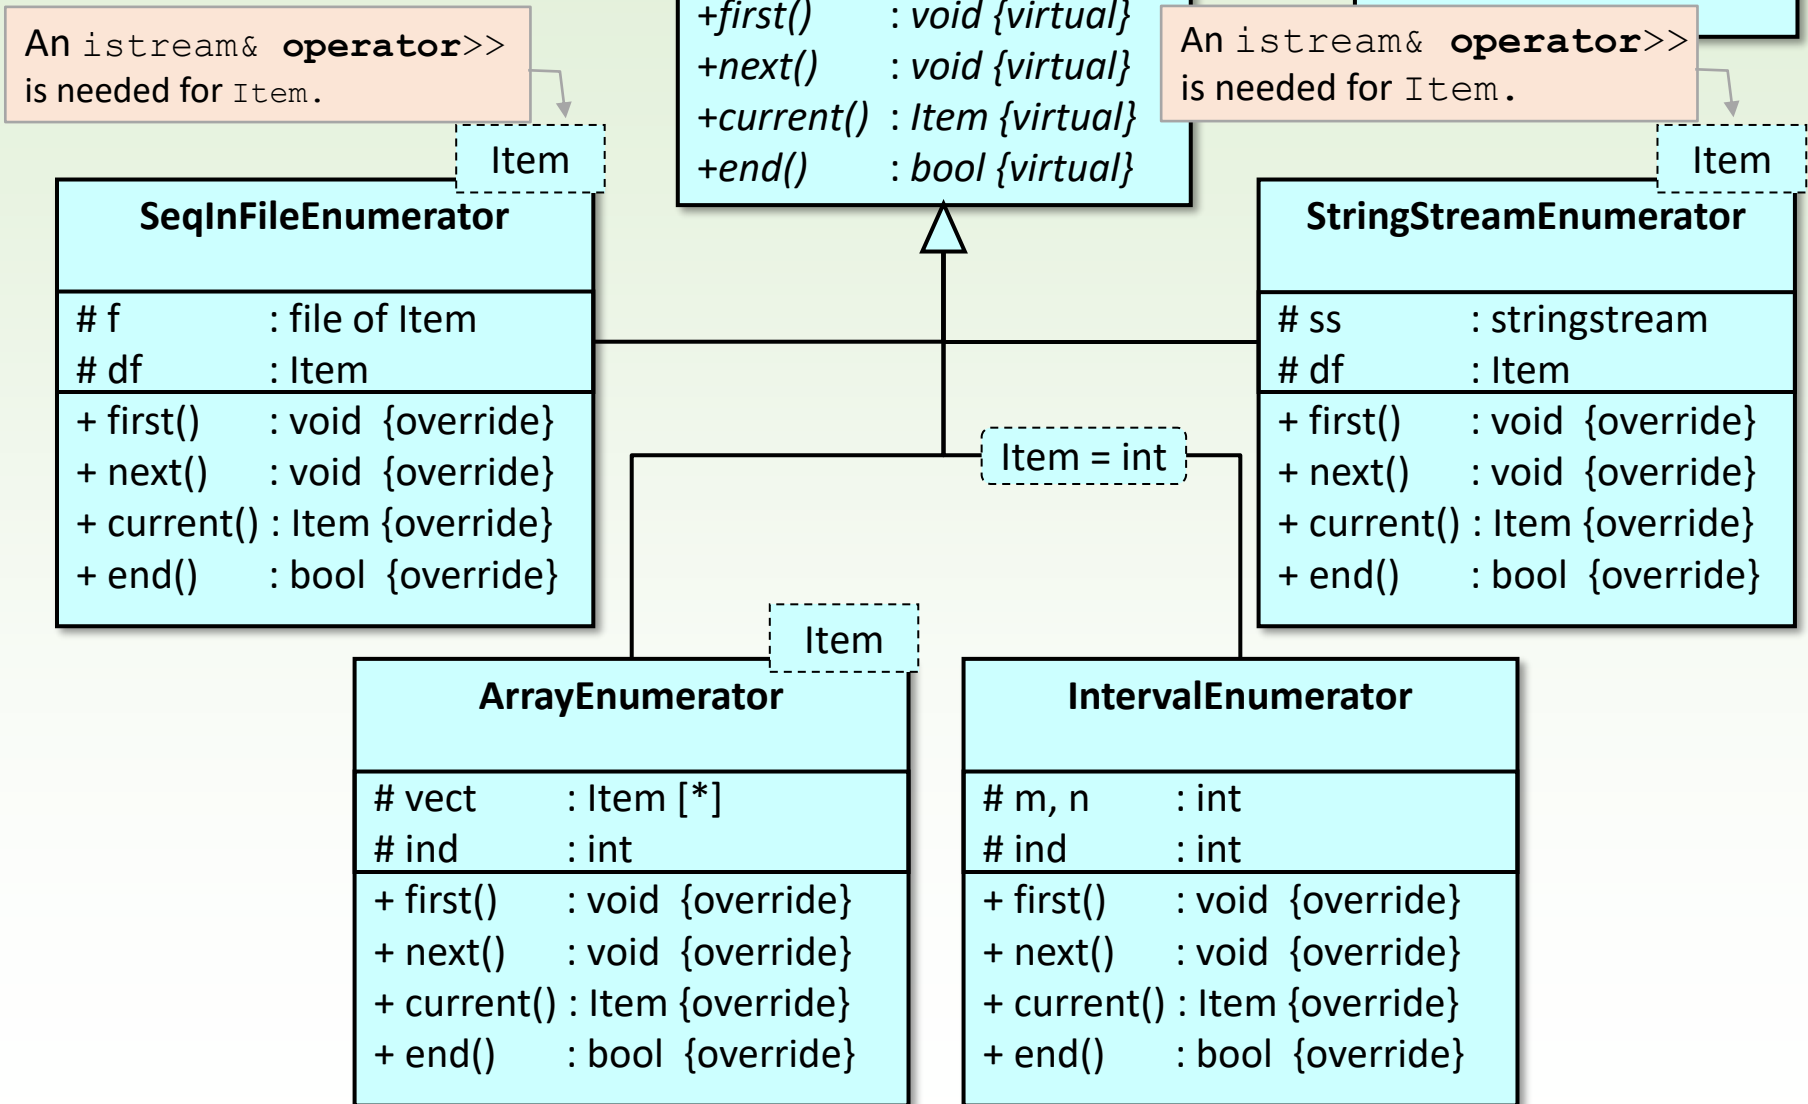 +first() : void {virtual}
+next() : void {virtual}
+current() : Item {virtual}
+end() : bool {virtual}
An istream& operator>>
is needed for Item.
An istream& operator>>
is needed for Item.
Item
SeqInFileEnumerator
# f : file of Item
# df : Item
+ first() : void {override}
+ next() : void {override}
+ current() : Item {override}
+ end() : bool {override}
Item
StringStreamEnumerator
# ss : stringstream
# df : Item
+ first() : void {override}
+ next() : void {override}
+ current() : Item {override}
+ end() : bool {override}
Item = int
Item
ArrayEnumerator
# vect : Item [*]
# ind : int
+ first() : void {override}
+ next() : void {override}
+ current() : Item {override}
+ end() : bool {override}
IntervalEnumerator
# m, n : int
# ind : int
+ first() : void {override}
+ next() : void {override}
+ current() : Item {override}
+ end() : bool {override}